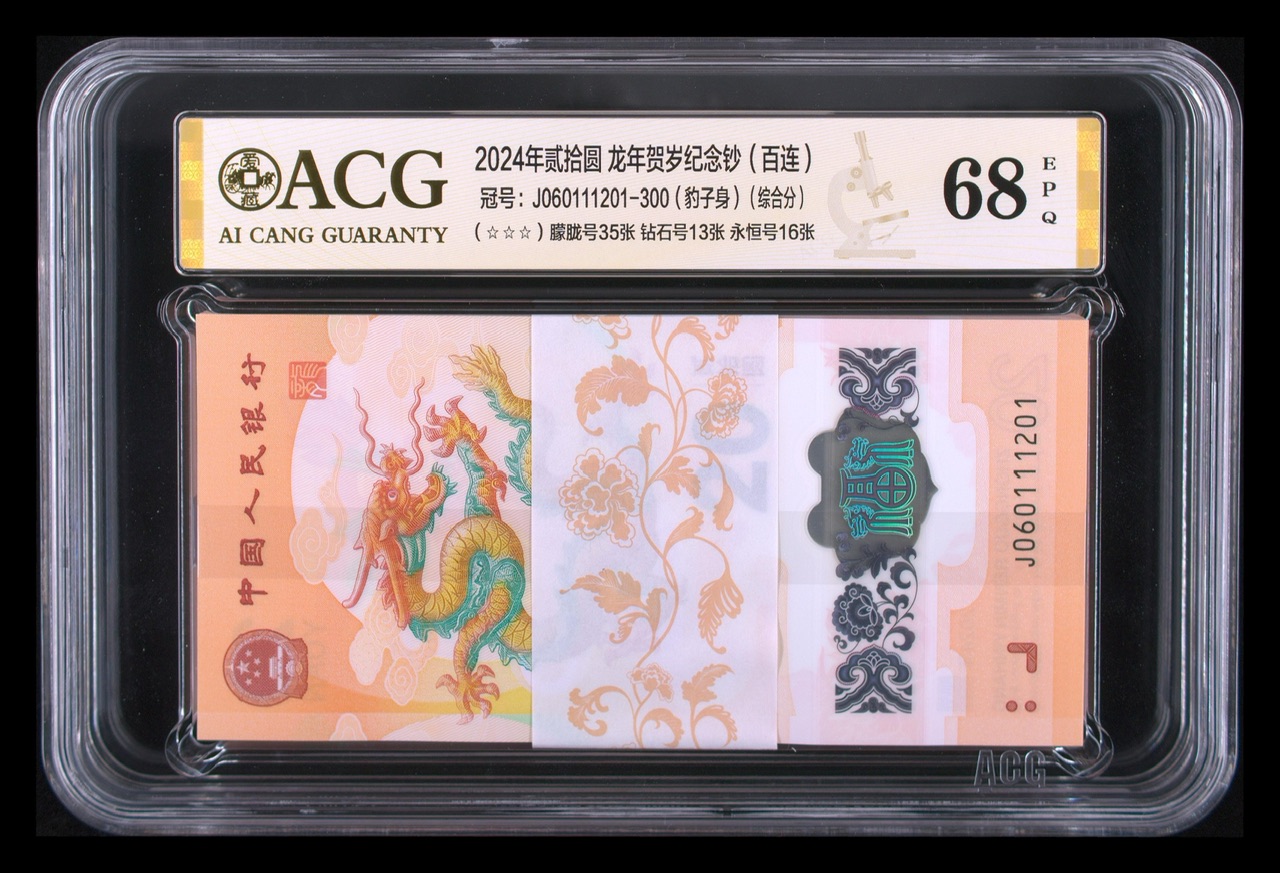 ACG
AI CANG GUARANTY
2024年贰拾圆 龙年贺岁纪念钞(百连)
冠号:J060111201-300(豹子身)(综合分)
(☆☆☆)朦胧号35张 钻石号13张 永恒号16张
68
EPQ
中国人民银行
J060111201
ACG